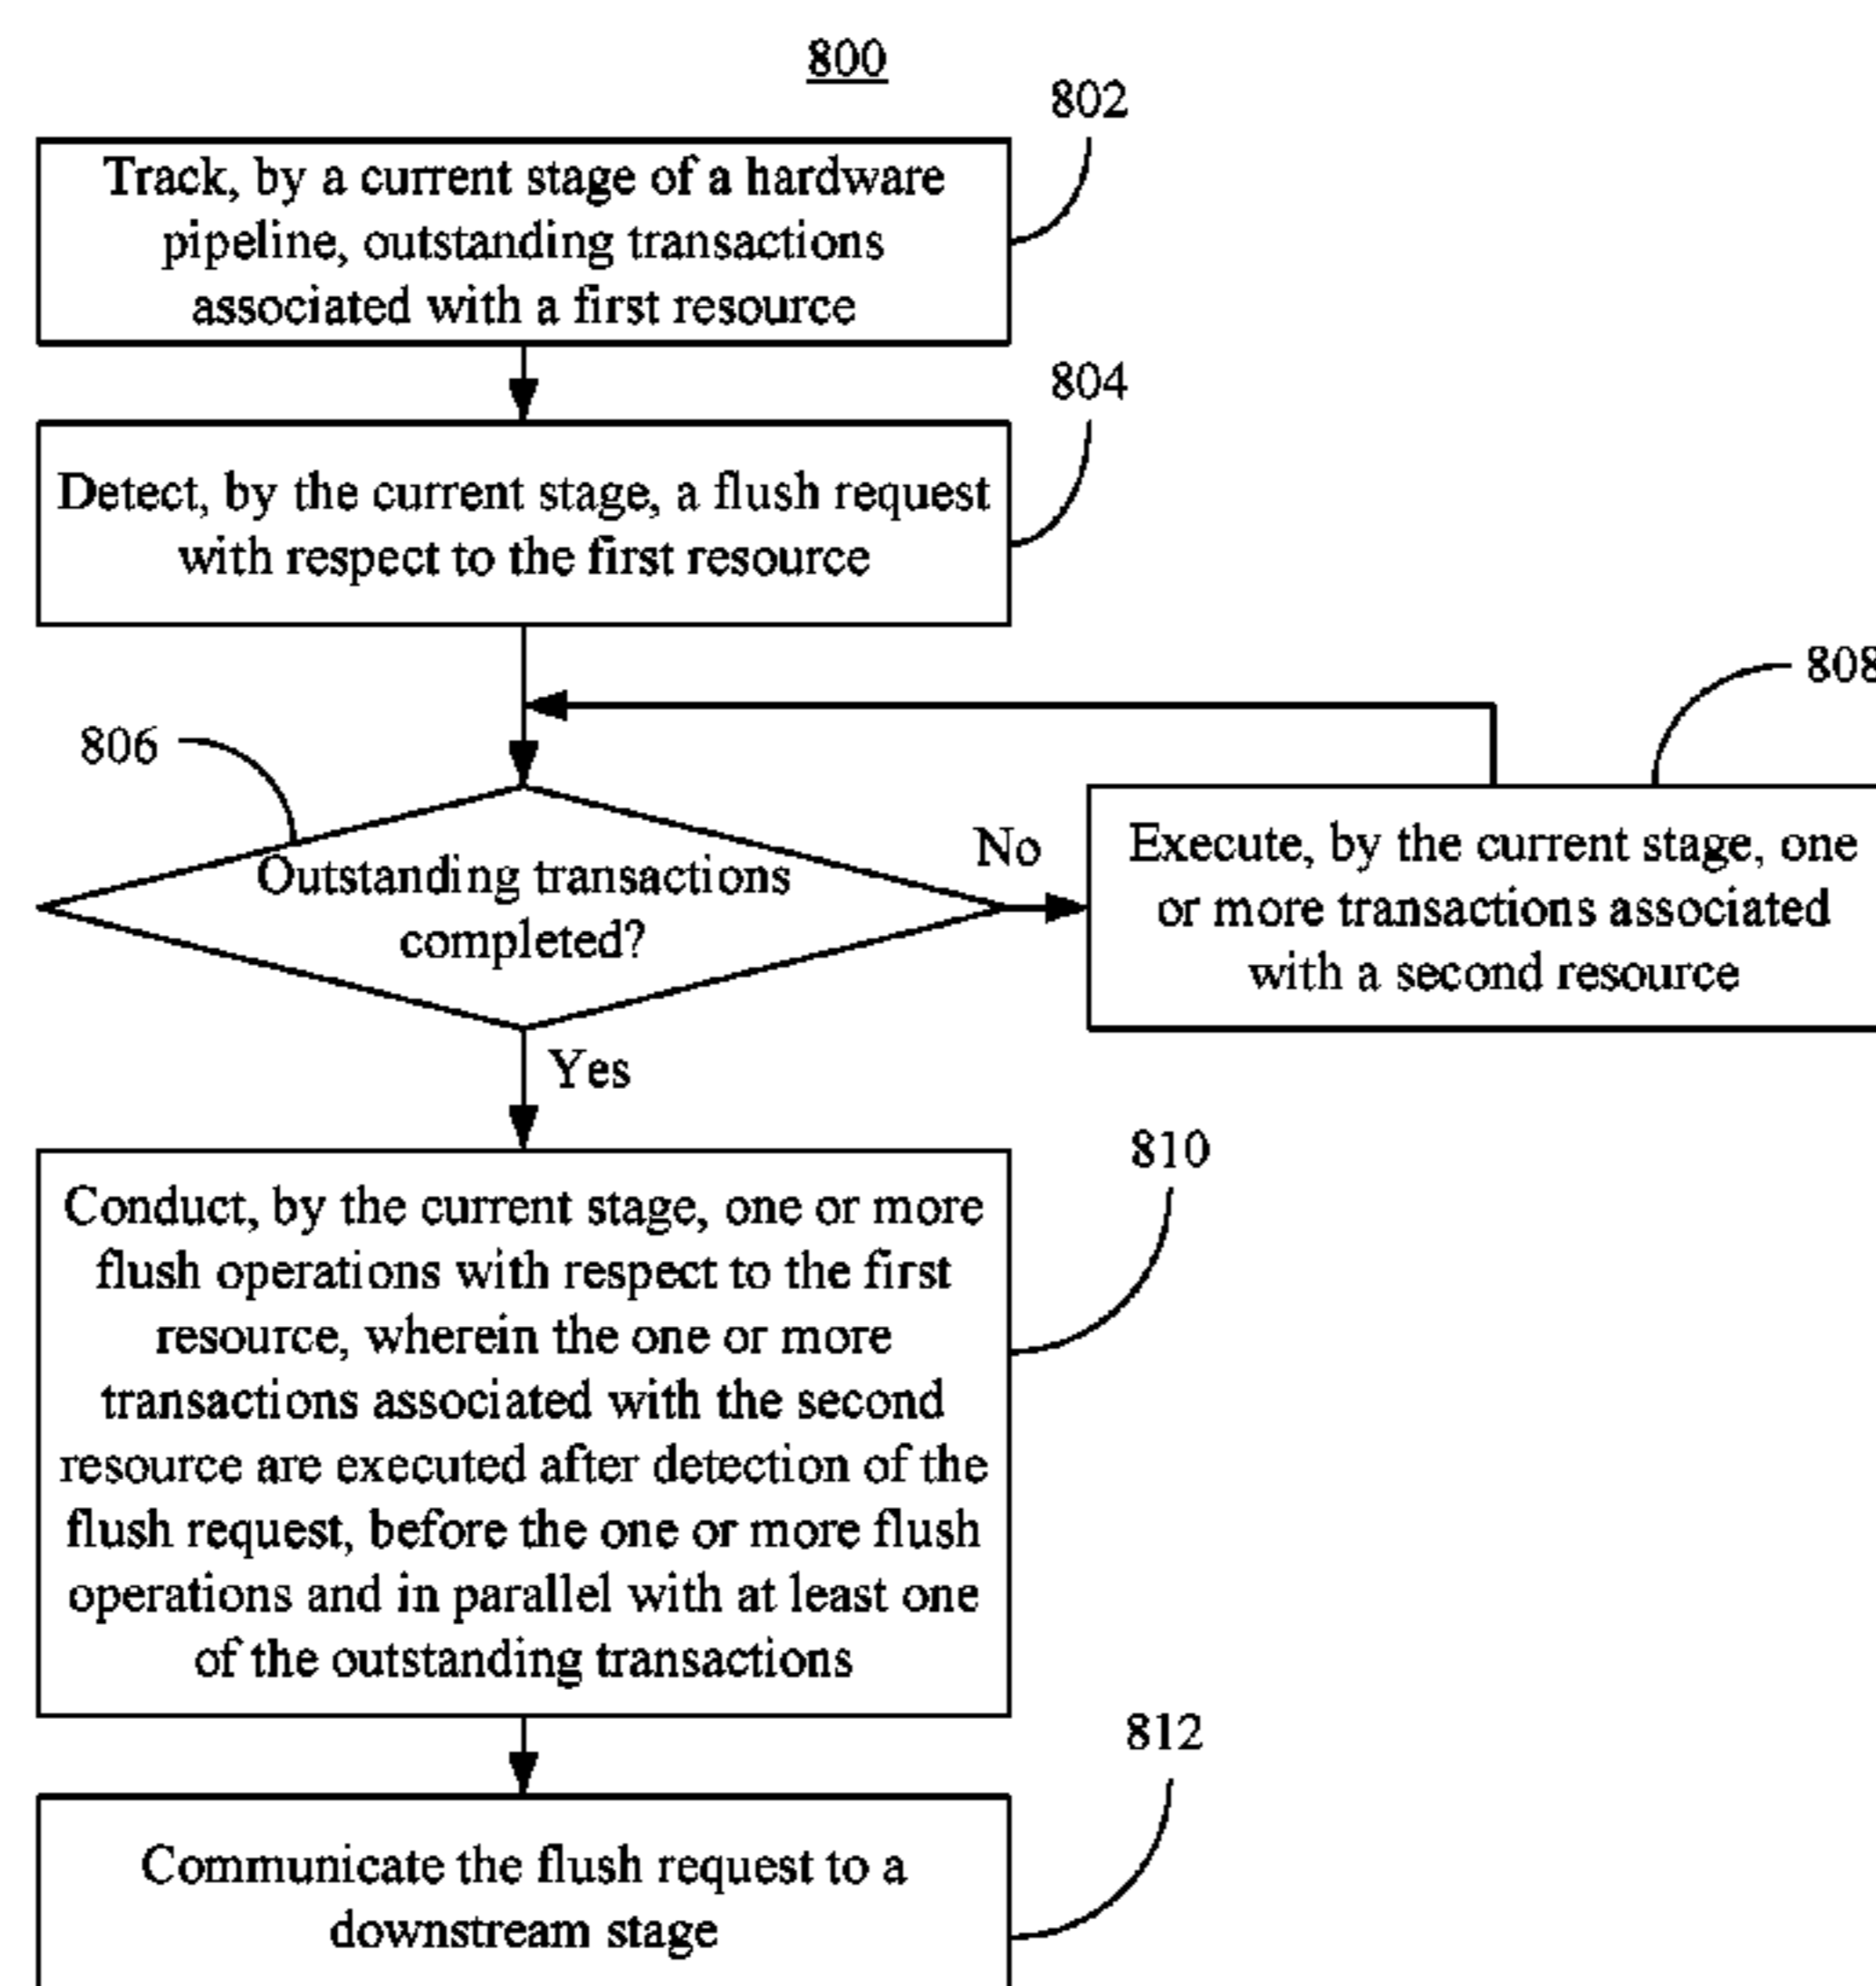 800
802
Track, by a current stage of a hardware
pipeline, outstanding transactions
associated with a first resource
804
Detect, by the current stage, a flush request
with respect to the first resource
808
806
Outstanding transactions
completed?
No
Execute, by the current stage, one
or more transactions associated
with a second resource
Yes
810
Conduct, by the current stage, one or more
flush operations with respect to the first
resource, wherein the one or more
transactions associated with the second
resource are executed after detection of the
flush request, before the one or more flush
operations and in parallel with at least one
of the outstanding transactions
812
Communicate the flush request to a
downstream stage